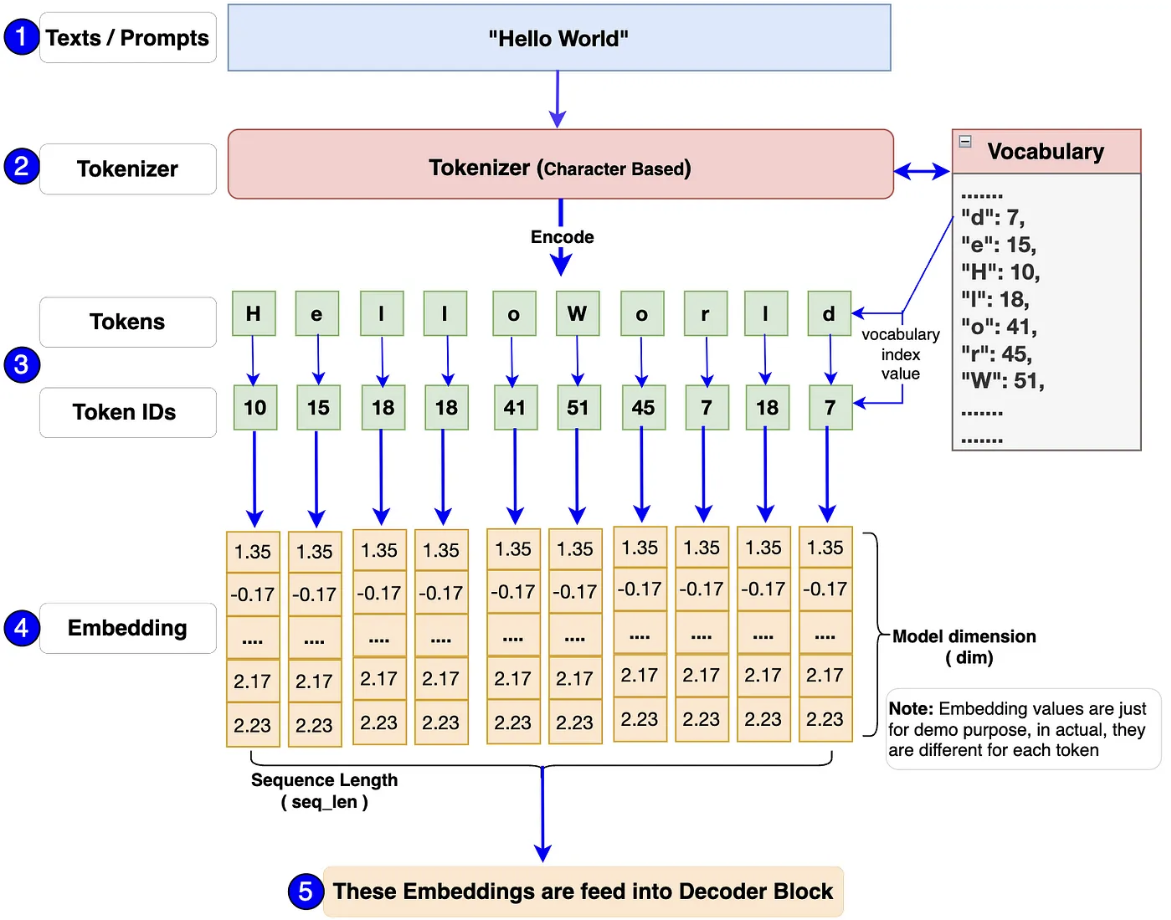 1 Texts / Prompts
"Hello World"
2 Tokenizer
Tokenizer (Character Based)
Vocabulary
.......
"d": 7,
"e": 15,
"H": 10,
"l": 18,
"o": 41,
"r": 45,
"W": 51,
.......
.......
Encode
3
Tokens
H e l l o W o r l d
vocabulary
index
value
Token IDs
10 15 18 18 41 51 45 7 18 7
4 Embedding
1.35 1.35 1.35 1.35 1.35 1.35 1.35 1.35 1.35 1.35
-0.17 -0.17 -0.17 -0.17 -0.17 -0.17 -0.17 -0.17 -0.17 -0.17
.... .... .... .... .... .... .... .... .... ....
2.17 2.17 2.17 2.17 2.17 2.17 2.17 2.17 2.17 2.17
2.23 2.23 2.23 2.23 2.23 2.23 2.23 2.23 2.23 2.23
Model dimension
( dim)
Note: Embedding values are just
for demo purpose, in actual, they
are different for each token
Sequence Length
( seq_len )
5 These Embeddings are feed into Decoder Block